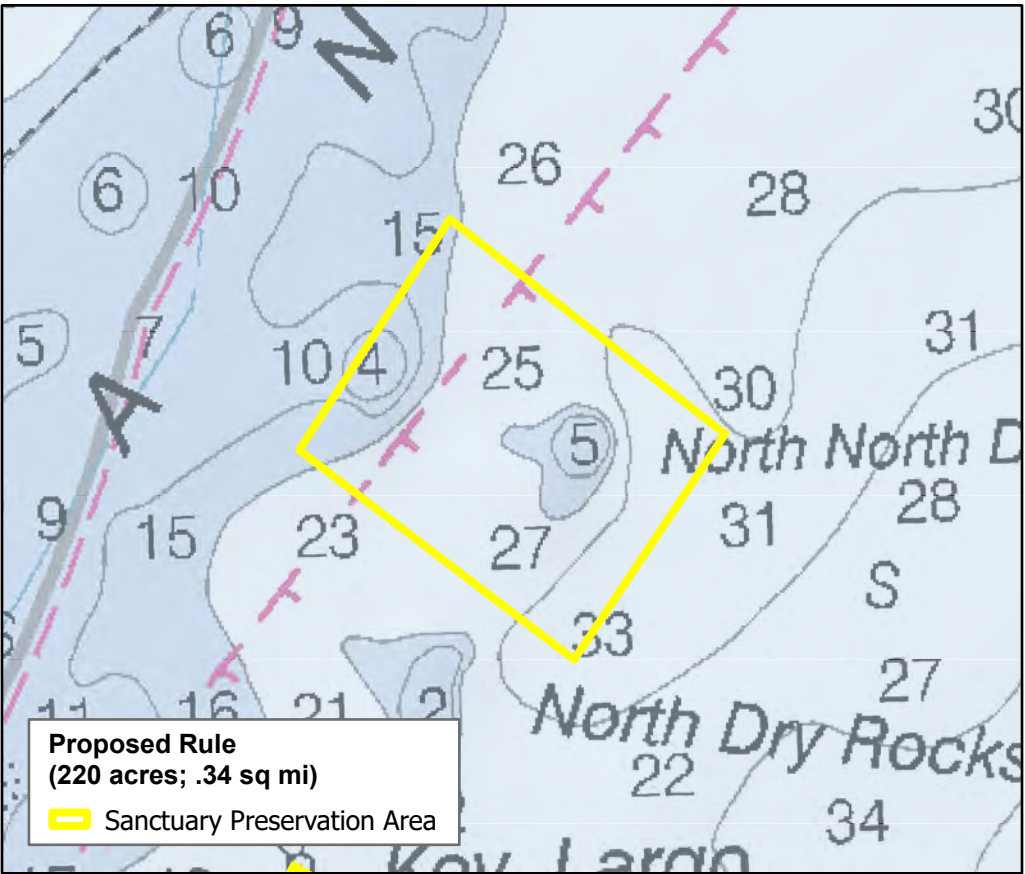 6 9 N
30
26
6 10 28
15
5 7 31
10 4 25
30
A
5 North North D
9 28
15 23 27 31
S
33
27
11 16 21 2
North Dry Rocks
22
34
Proposed Rule
(220 acres; .34 sq mi)
Sanctuary Preservation Area
Key Largo